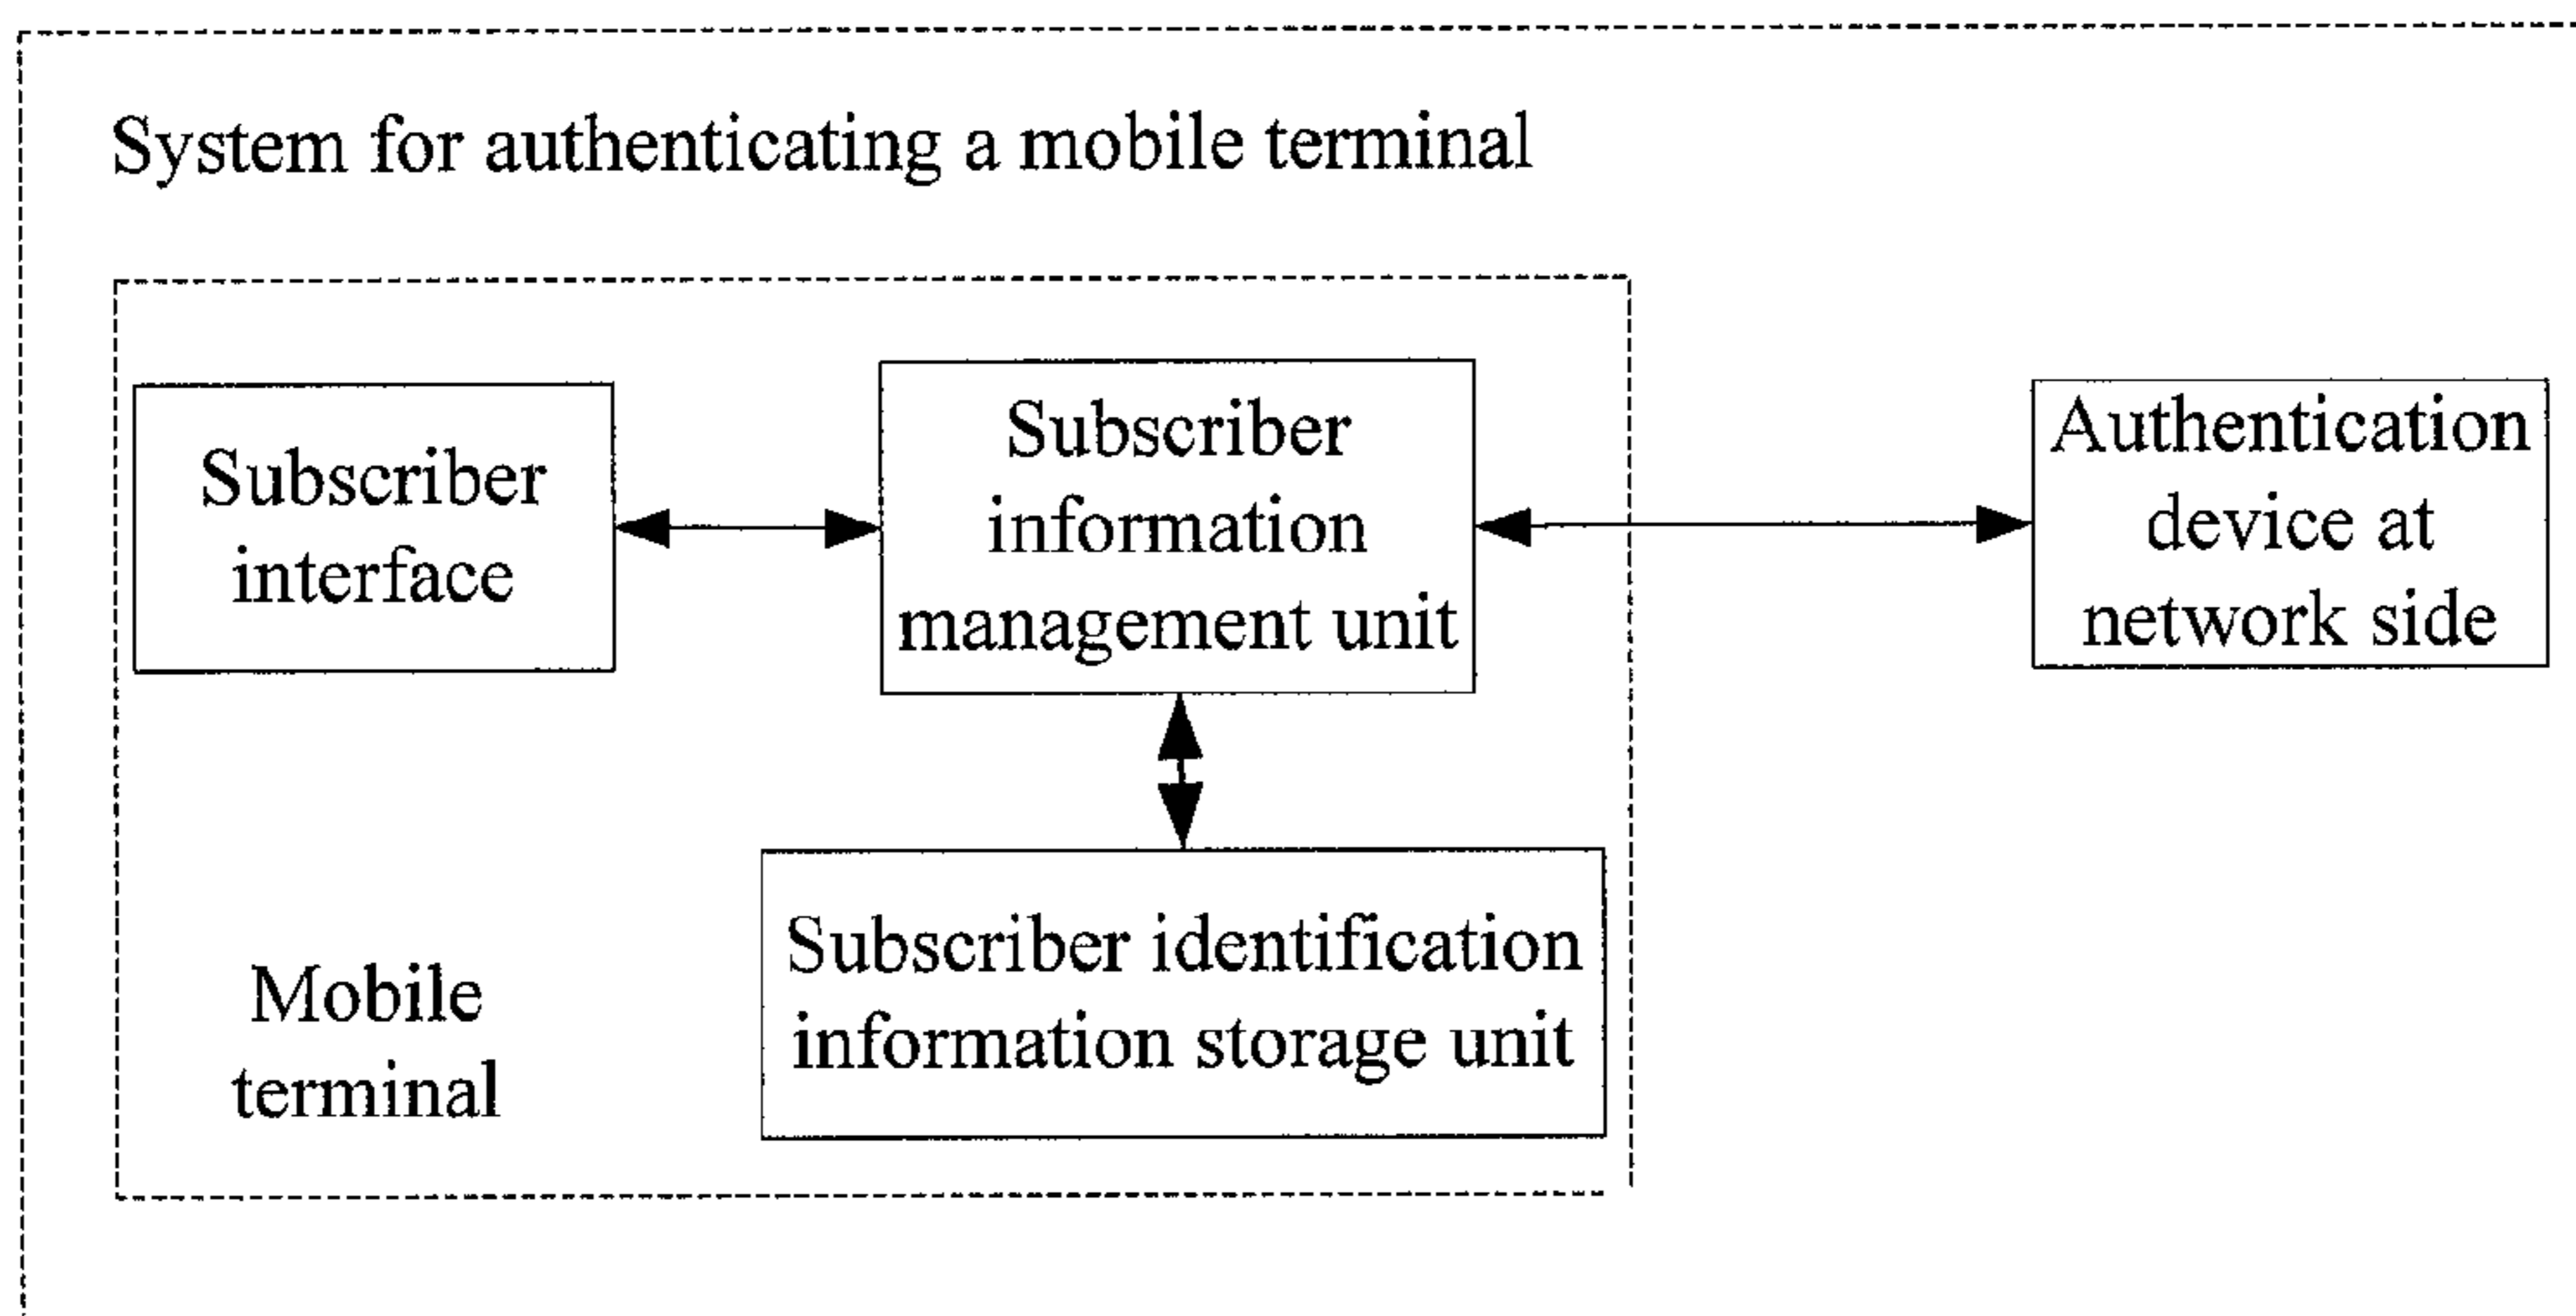 System for authenticating a mobile terminal
Subscriber
interface
Subscriber
information
management unit
Authentication
device at
network side
Subscriber identification
information storage unit
Mobile
terminal